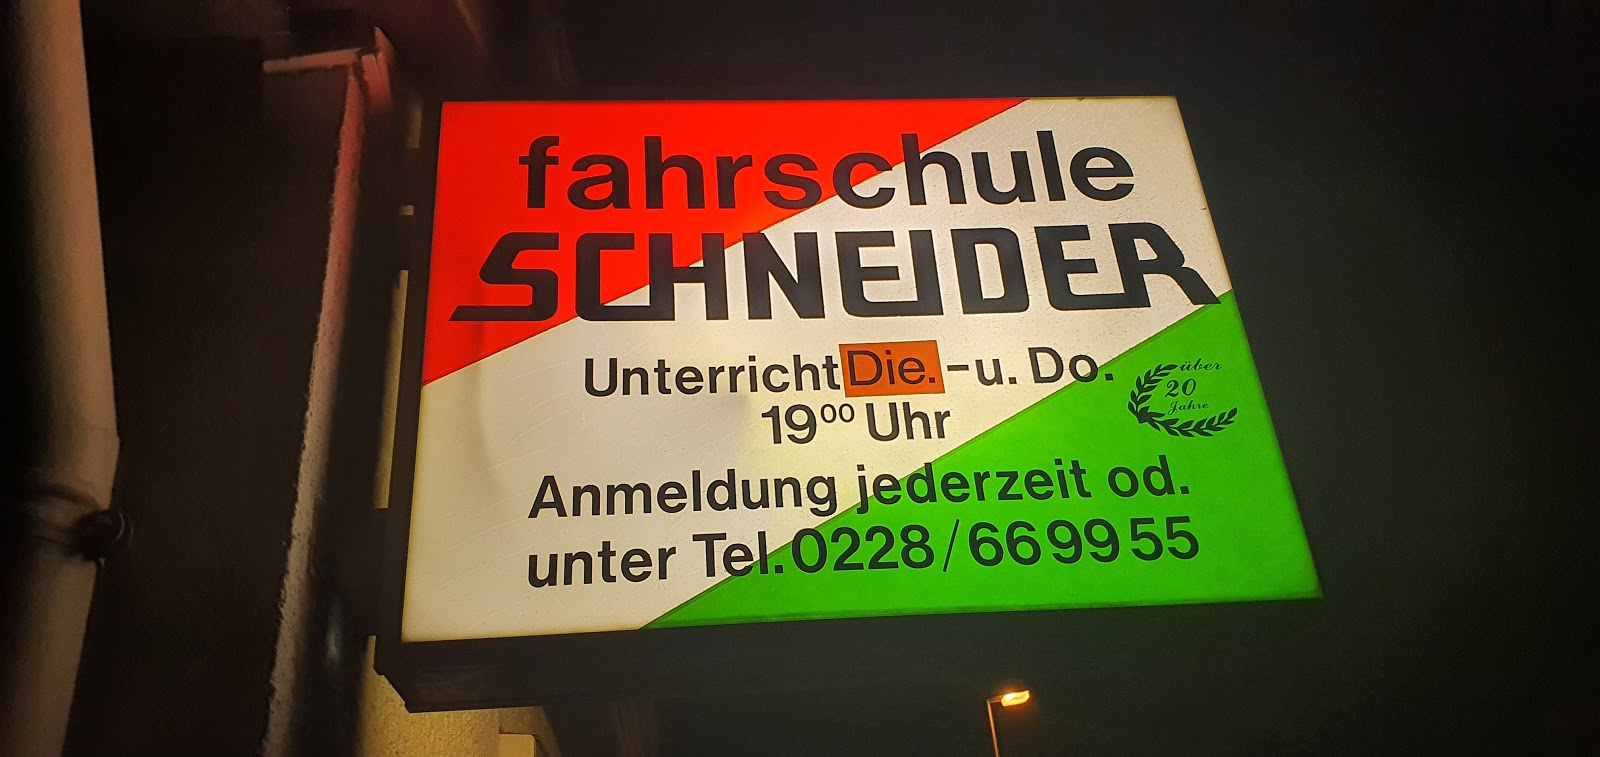 fahrschule
SCHNEIDER
Unterricht Die.-u. Do.
19⁰⁰ Uhr
über
20
Jahre
Anmeldung jederzeit od.
unter Tel. 0228/669955